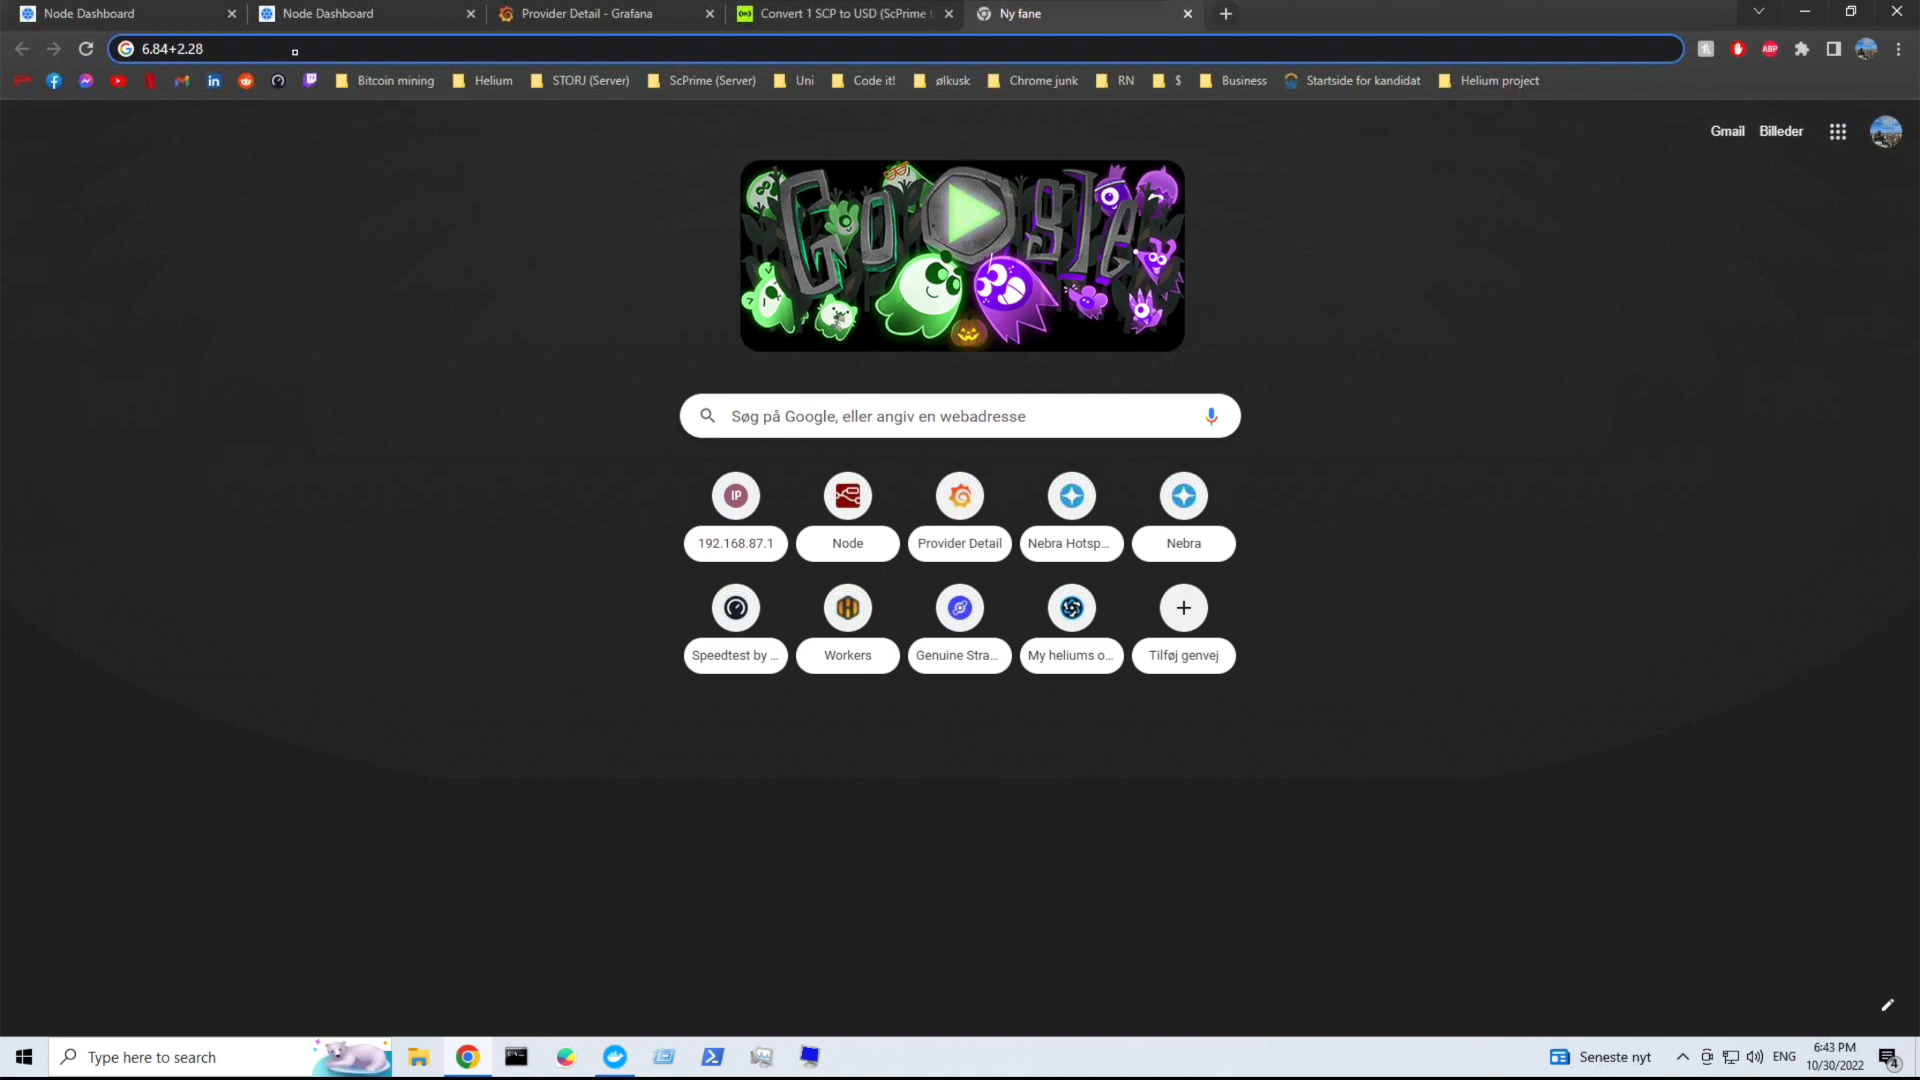 Node Dashboard
Node Dashboard
Provider Detail - Grafana
Convert 1 SCP to USD (ScPrime t
Ny fane
6.84+2.28
ABP
Bitcoin mining
Helium
STORJ (Server)
ScPrime (Server)
Uni
Code it!
ølkusk
Chrome junk
RN
$
Business
Startside for kandidat
Helium project
Gmail
Billeder
Google
Søg på Google, eller angiv en webadresse
IP
192.168.87.1
Node
Provider Detail
Nebra Hotsp...
Nebra
Speedtest by ...
Workers
Genuine Stra...
My heliums o...
Tilføj genvej
Type here to search
Seneste nyt
ENG
6:43 PM
10/30/2022
4